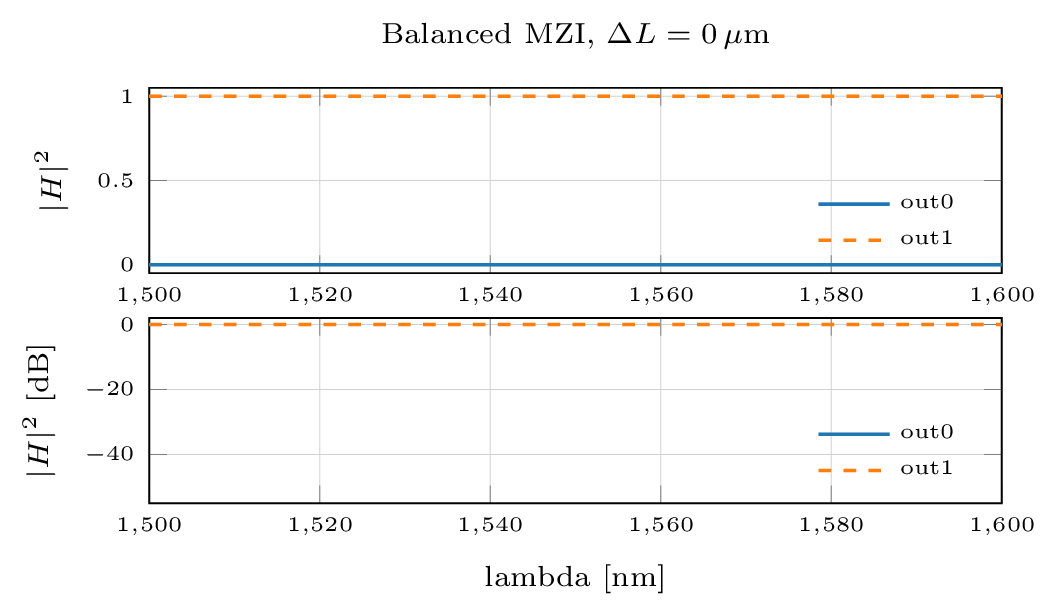 Balanced MZI, ΔL = 0 μm
|H|²
1
0.5
0
out0
out1
1,500 1,520 1,540 1,560 1,580 1,600
|H|² [dB]
0
−20
−40
out0
out1
1,500 1,520 1,540 1,560 1,580 1,600
lambda [nm]